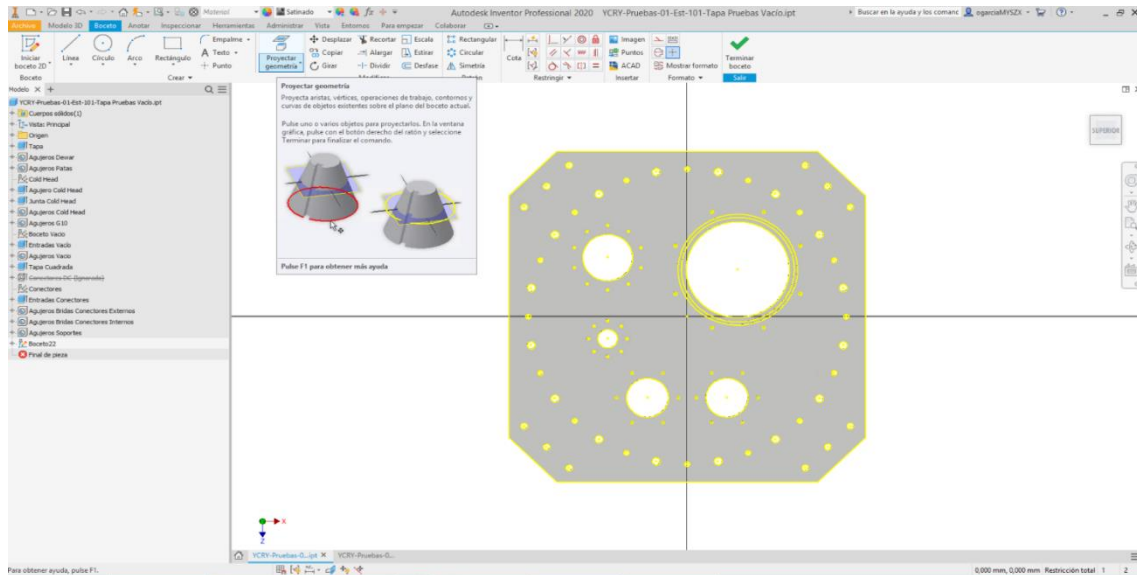 Material
Satinado
Autodesk Inventor Professional 2020 YCRY-Pruebas-01-Est-101-Tapa Pruebas Vacío.ipt
Buscar en la ayuda y los comanc
ogarciaMYSZX
Archivo Modelo 3D Boceto Anotar Inspeccionar Herramientas Administrar Vista Entornos Para empezar Colaborar
Iniciar boceto 2D
Línea
Círculo
Arco
Rectángulo
Empalme
Texto
Punto
Proyectar geometría
Desplazar
Copiar
Girar
Recortar
Alargar
Dividir
Escala
Estirar
Desfase
Rectangular
Circular
Simetría
Cota
Imagen
Puntos
ACAD
Mostrar formato
Terminar boceto
Boceto
Crear
Restringir
Insertar
Formato
Salir
Modelo
YCRY-Pruebas-01-Est-101-Tapa Pruebas Vacío.ipt
Cuerpos sólidos(1)
Vista: Principal
Origen
Tapa
Agujeros Dewar
Agujeros Patas
Cold Head
Agujero Cold Head
Junta Cold Head
Agujeros Cold Head
Agujeros G10
Boceto Vacío
Entradas Vacío
Agujeros Vacío
Tapa Cuadrada
Conectores DC (Ignorado)
Conectores
Entradas Conectores
Agujeros Bridas Conectores Externos
Agujeros Bridas Conectores Internos
Agujeros Soportes
Boceto22
Final de pieza
Proyectar geometría
Proyecta aristas, vértices, operaciones de trabajo, contornos y
curvas de objetos existentes sobre el plano del boceto actual.
Pulse uno o varios objetos para proyectarlos. En la ventana
gráfica, pulse con el botón derecho del ratón y seleccione
Terminar para finalizar el comando.
Pulse F1 para obtener más ayuda
SUPERIOR
X
Z
YCRY-Pruebas-0...ipt
YCRY-Pruebas-0...
Para obtener ayuda, pulse F1.
0,000 mm, 0,000 mm Restricción total 1 2